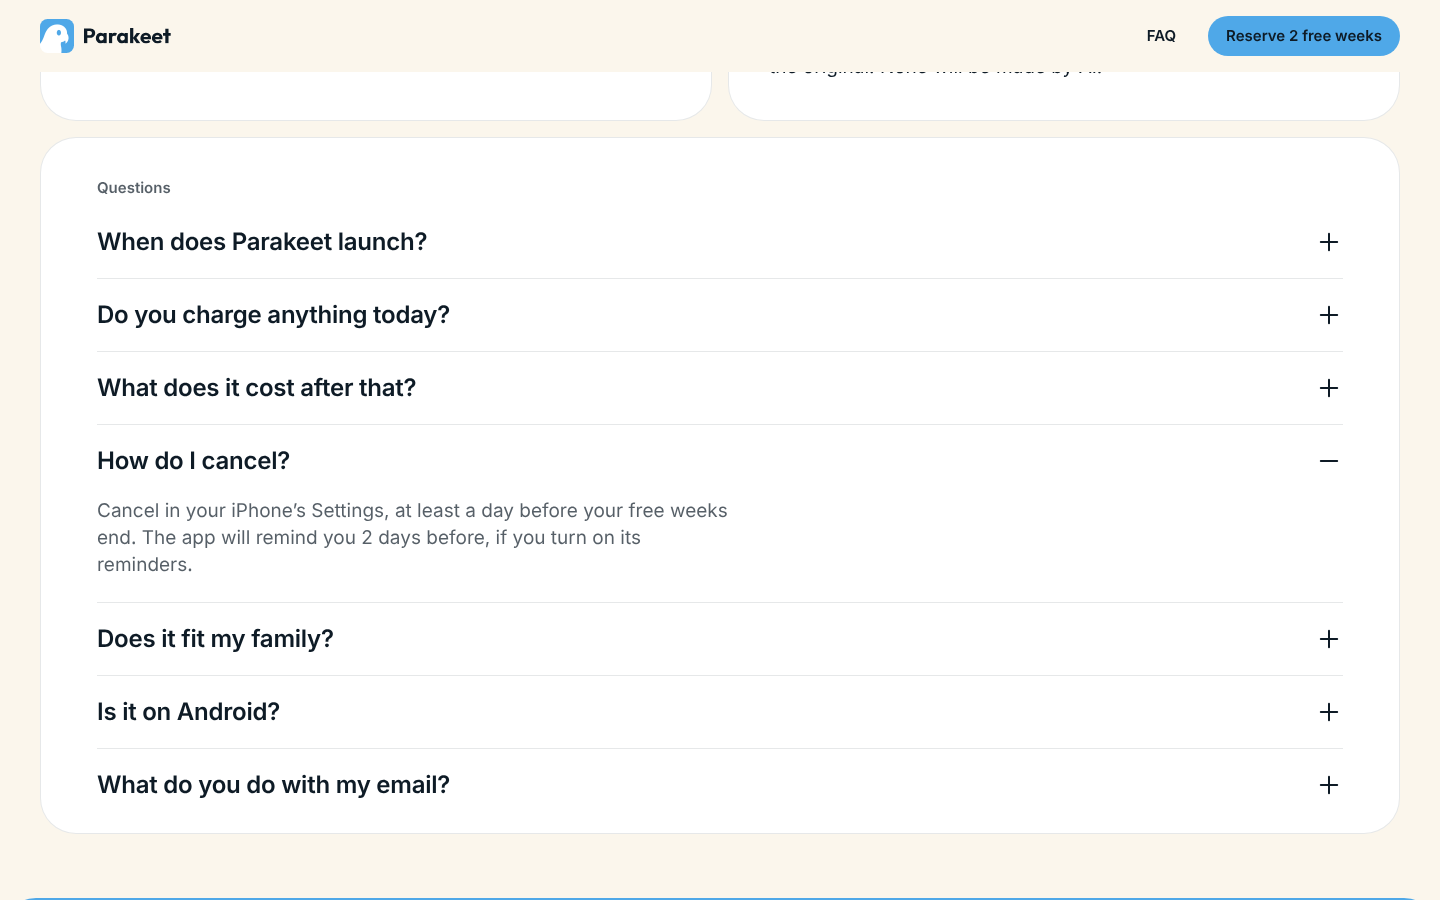 Parakeet
FAQ
Reserve 2 free weeks
Questions
When does Parakeet launch?
Do you charge anything today?
What does it cost after that?
How do I cancel?
Cancel in your iPhone’s Settings, at least a day before your free weeks
end. The app will remind you 2 days before, if you turn on its
reminders.
Does it fit my family?
Is it on Android?
What do you do with my email?